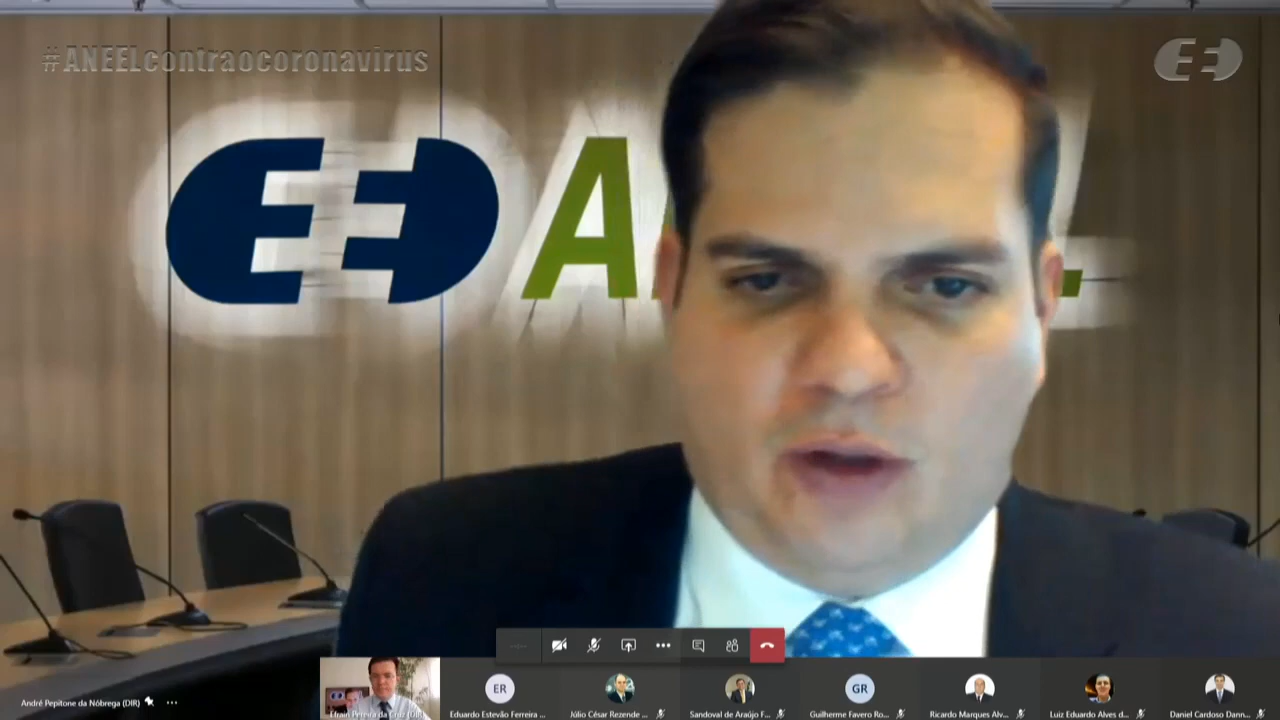 #ANEELcontraocoronavirus
A
André Pepitone da Nóbrega (DIR)
Efrain Pereira da Cruz (DIR)
ER
Eduardo Estevão Ferreira ...
Júlio César Rezende ...
Sandoval de Araújo F...
GR
Guilherme Favero Ro...
Ricardo Marques Alv...
Luiz Eduardo Alves d...
Daniel Cardoso Dann...